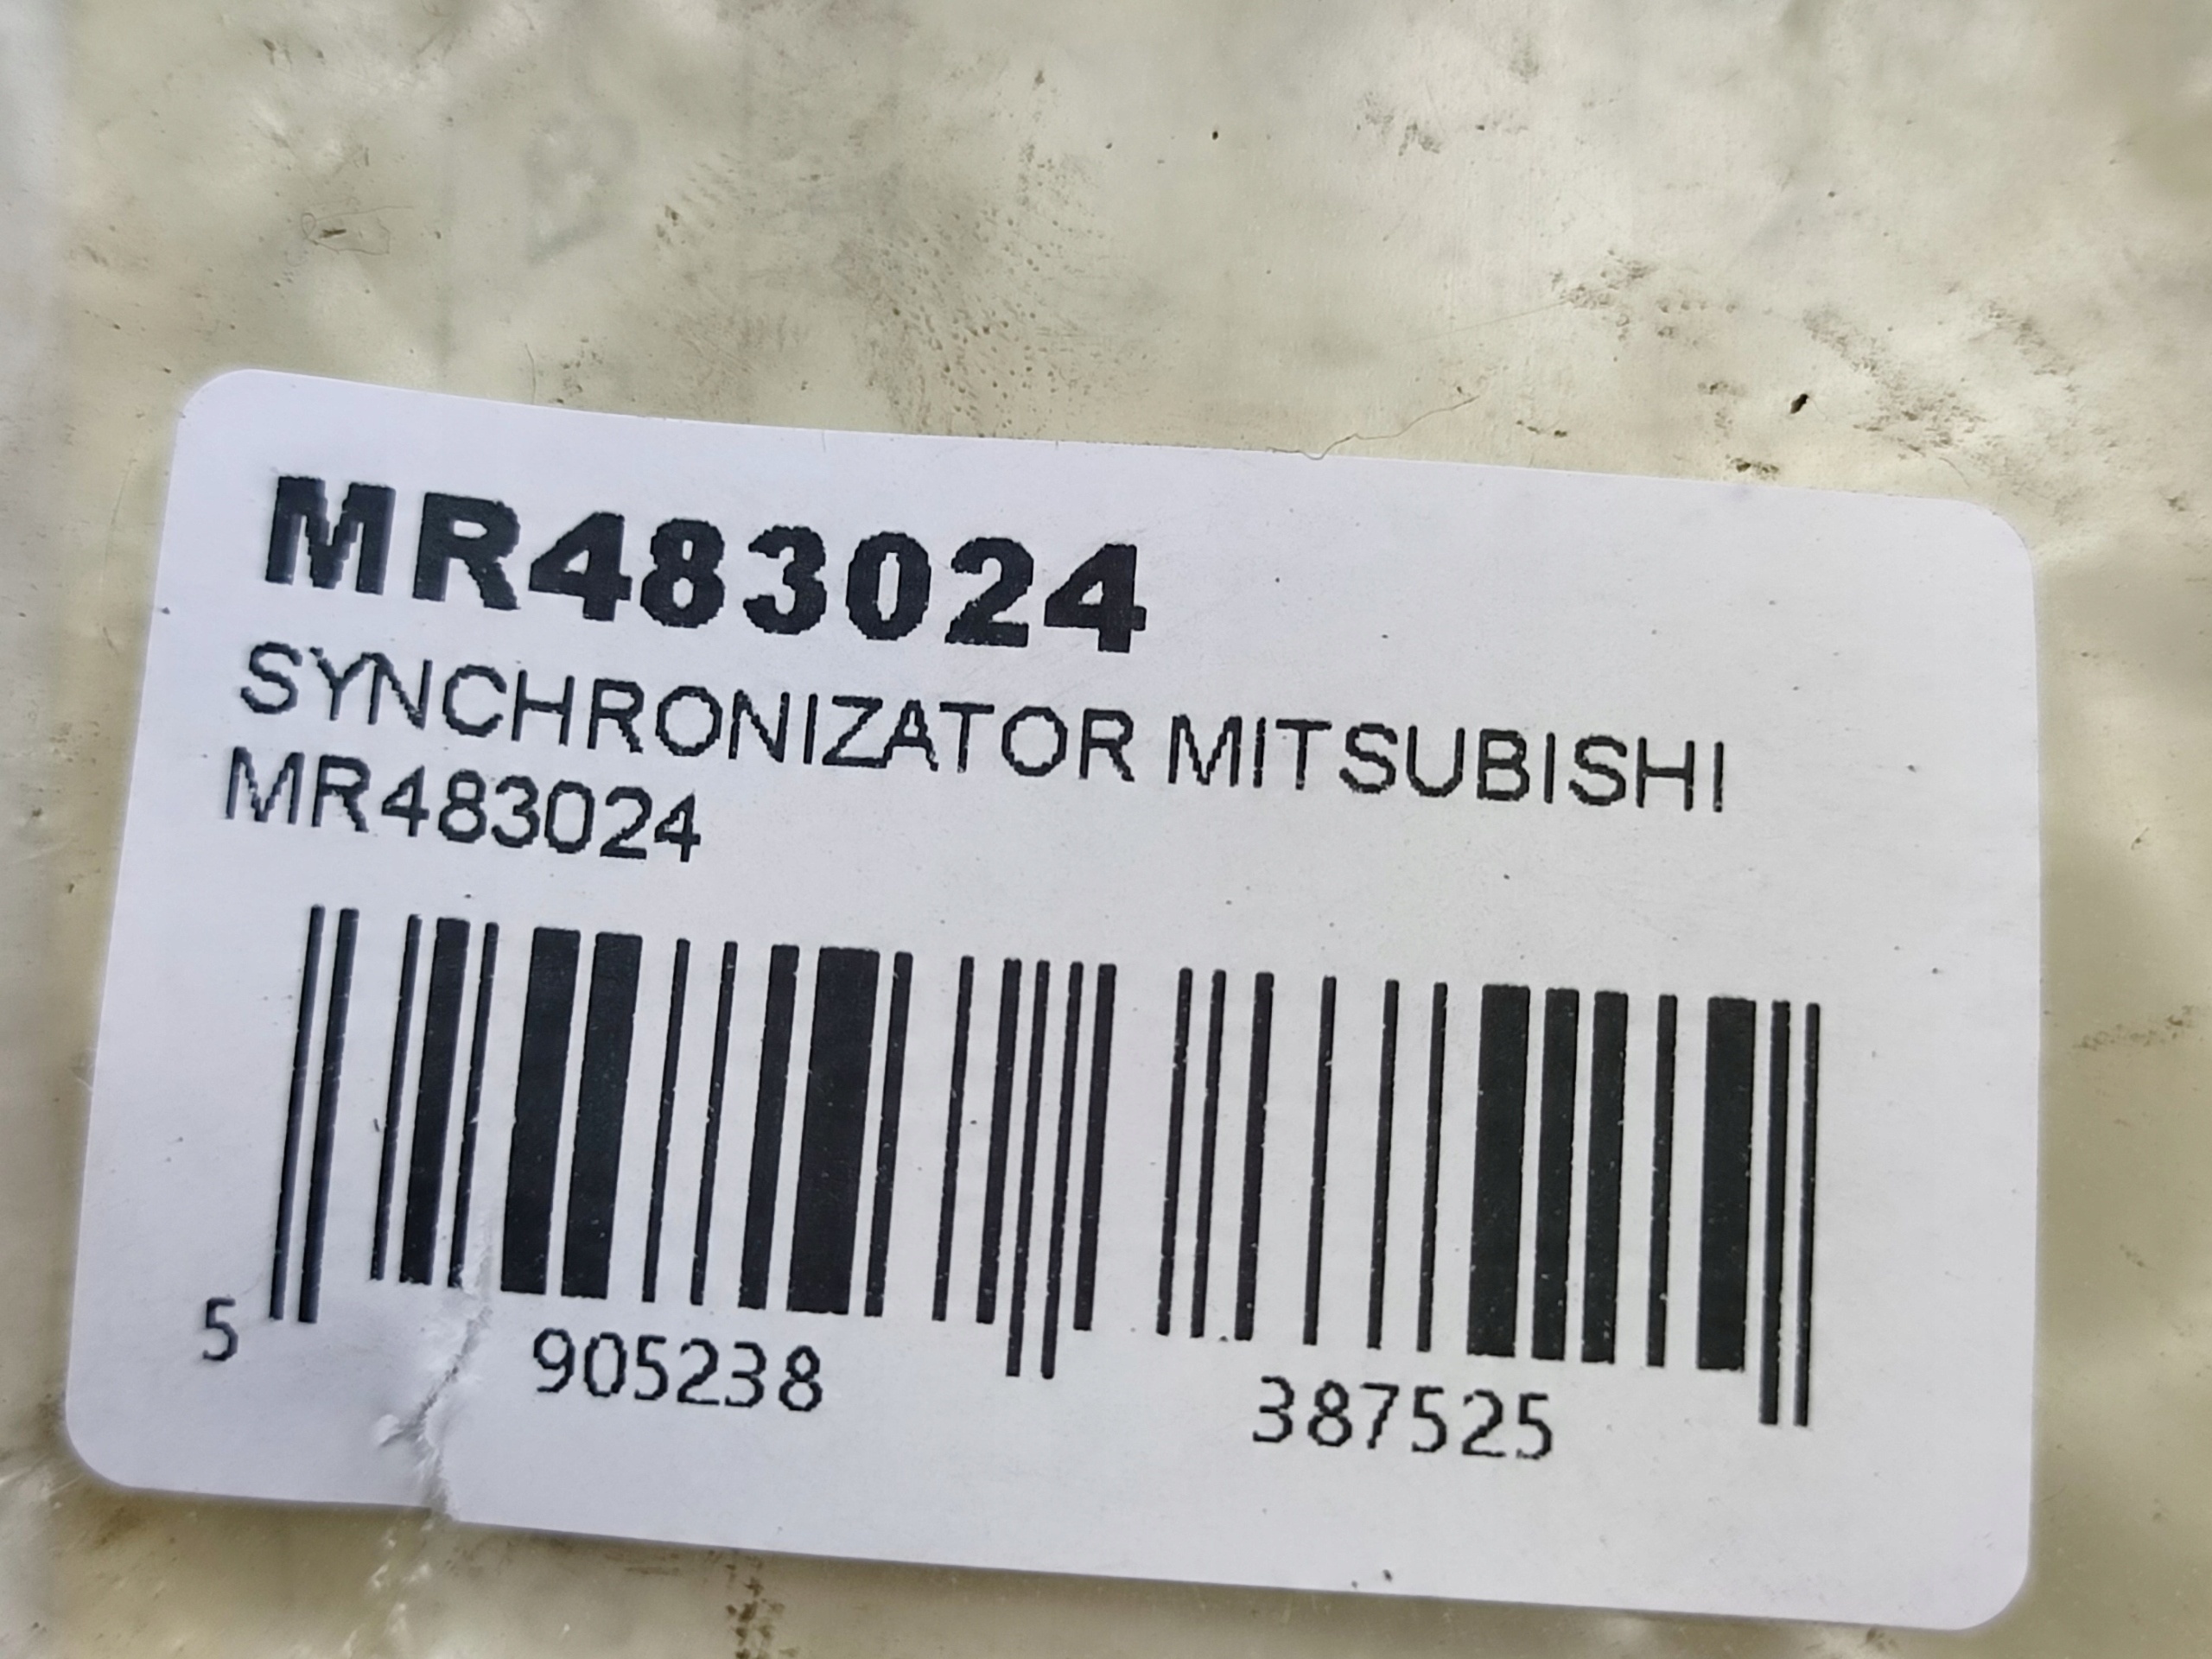 MR483024
SYNCHRONIZATOR MITSUBISHI
MR483024
5 905238 387525